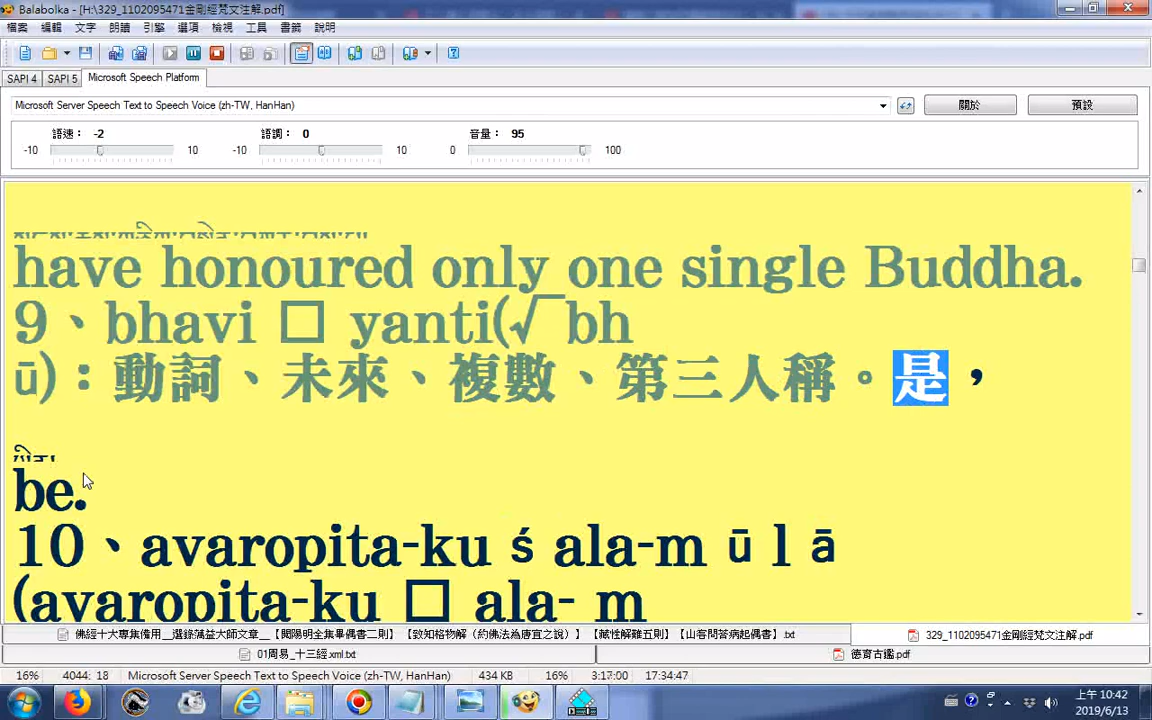 Balabolka - [H:\329_1102095471金剛經梵文注解.pdf]
檔案 編輯 文字 朗讀 引擎 選項 檢視 工具 書籤 說明
SAPI 4 SAPI 5 Microsoft Speech Platform
Microsoft Server Speech Text to Speech Voice (zh-TW, HanHan) 關於 預設
語速： -2 語調： 0 音量： 95
-10 10 -10 10 0 100
have honoured only one single Buddha.
9、bhavi □ yanti(√bh
ū)：動詞、未來、複數、第三人稱。是，
be.
10、avaropita-ku ś ala-m ū l ā
(avaropita-ku □ ala- m
佛經十大專集備用__選錄蕅益大師文章__【閱陽明全集畢偶書二則】 【致知格物解（約佛法為唐宜之說）】 【藏性解難五則】 【山客問答病起偶書】.txt 329_1102095471金剛經梵文注解.pdf
01周易_十三經.xml.txt 德育古鑑.pdf
16% 4044: 18 Microsoft Server Speech Text to Speech Voice (zh-TW, HanHan) 434 KB 16% 3:17:00 17:34:47
上午 10:42
2019/6/13